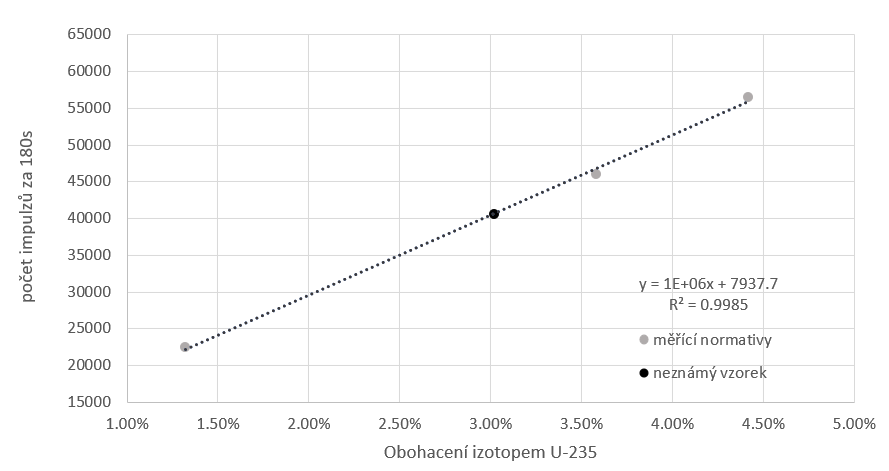 65000
60000
55000
50000
45000
40000
35000
30000
25000
20000
15000
počet impulzů za 180s
y = 1E+06x + 7937.7
R² = 0.9985
měřící normativy
neznámý vzorek
1.00% 1.50% 2.00% 2.50% 3.00% 3.50% 4.00% 4.50% 5.00%
Obohacení izotopem U-235